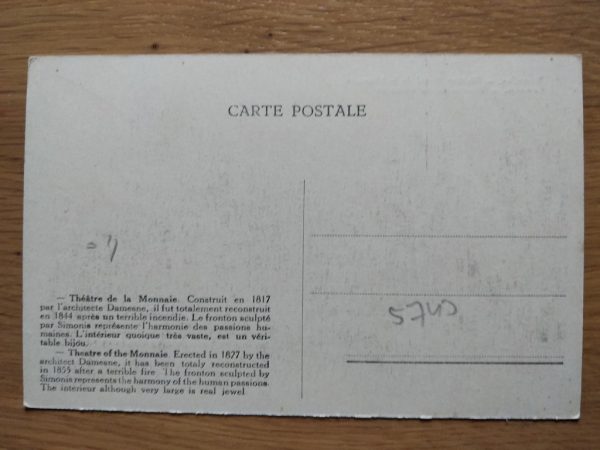 CARTE POSTALE
— Théâtre de la Monnaie. Construit en 1817
par l'architecte Damesne, il fut totalement reconstruit
en 1844 après un terrible incendie. Le fronton sculpté
par Simonis représente l'harmonie des passions hu-
maines. L'intérieur quoique très vaste, est un véri-
table bijou.
— Theatre of the Monnaie. Erected in 1877 by the
architect Damesne, it has been totaly reconstructed
in 1855 after a terrible fire. The fronton sculpted by
Simonis represents the harmony of the human passions.
The interieur although very large is real jewel